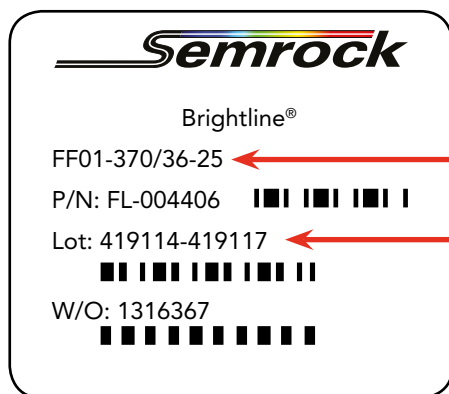 Semrock
Brightline®
FF01-370/36-25
P/N: FL-004406
Lot: 419114-419117
W/O: 1316367